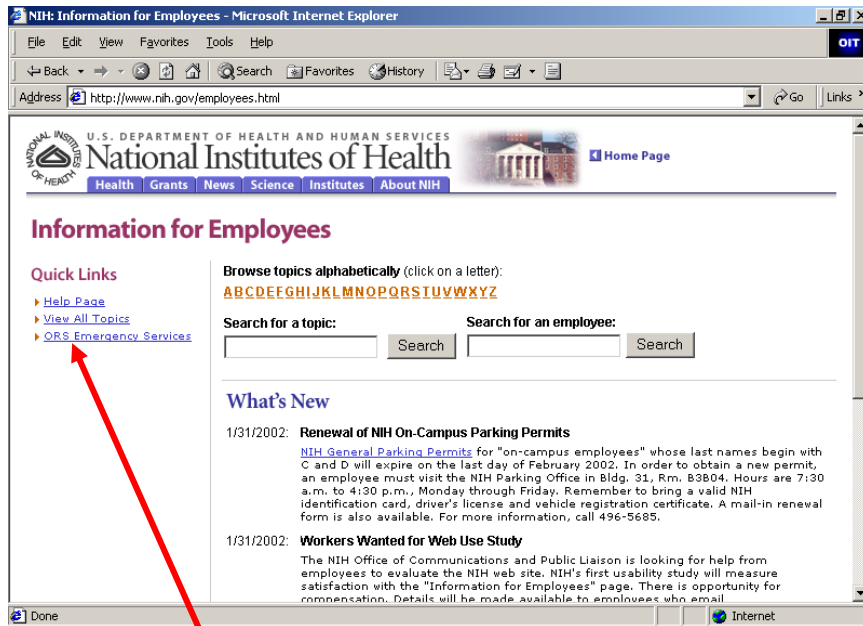 NIH: Information for Employees - Microsoft Internet Explorer
File Edit View Favorites Tools Help
OIT
Back Search Favorites History
Address http://www.nih.gov/employees.html Go Links
NATIONAL INSTITUTES OF HEALTH
U.S. DEPARTMENT OF HEALTH AND HUMAN SERVICES
National Institutes of Health
Home Page
Health Grants News Science Institutes About NIH
Information for Employees
Quick Links
Help Page
View All Topics
ORS Emergency Services
Browse topics alphabetically (click on a letter):
A B C D E F G H I J K L M N O P Q R S T U V W X Y Z
Search for a topic: Search for an employee:
Search Search
What's New
1/31/2002: Renewal of NIH On-Campus Parking Permits
NIH General Parking Permits for "on-campus employees" whose last names begin with
C and D will expire on the last day of February 2002. In order to obtain a new permit,
an employee must visit the NIH Parking Office in Bldg. 31, Rm. B3B04. Hours are 7:30
a.m. to 4:30 p.m., Monday through Friday. Remember to bring a valid NIH
identification card, driver's license and vehicle registration certificate. A mail-in renewal
form is also available. For more information, call 496-5685.
1/31/2002: Workers Wanted for Web Use Study
The NIH Office of Communications and Public Liaison is looking for help from
employees to evaluate the NIH web site. NIH's first usability study will measure
satisfaction with the "Information for Employees" page. There is opportunity for
compensation. Details will be made available to employees who email
Done Internet